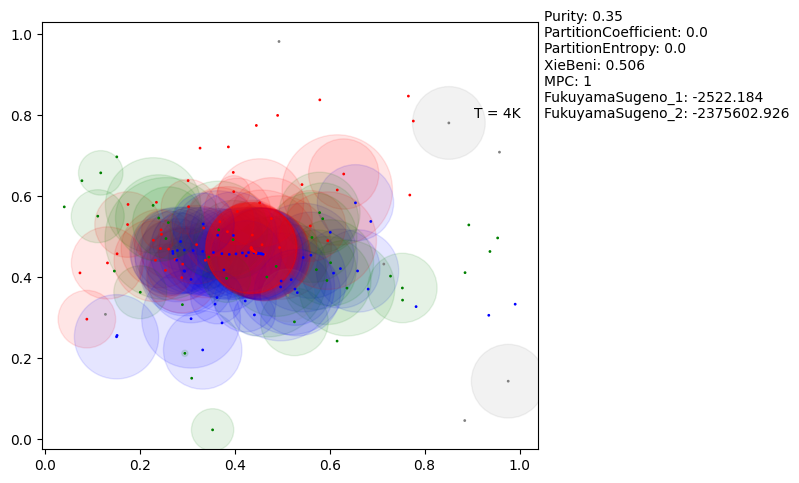 Purity: 0.35
PartitionCoefficient: 0.0
PartitionEntropy: 0.0
XieBeni: 0.506
MPC: 1
FukuyamaSugeno_1: -2522.184
FukuyamaSugeno_2: -2375602.926
T = 4K
1.0
0.8
0.6
0.4
0.2
0.0
0.0 0.2 0.4 0.6 0.8 1.0